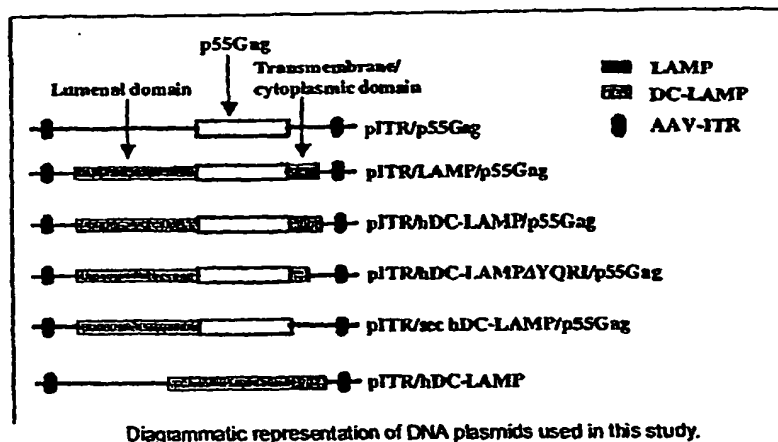 p55Gag
Lumenal domain
Transmembrane/
cytoplasmic domain
LAMP
DC-LAMP
AAV-ITR
pITR/p55Gag
pITR/LAMP/p55Gag
pITR/hDC-LAMP/p55Gag
pITR/hDC-LAMPΔYQRI/p55Gag
pITR/sec hDC-LAMP/p55Gag
pITR/hDC-LAMP
Diagrammatic representation of DNA plasmids used in this study.